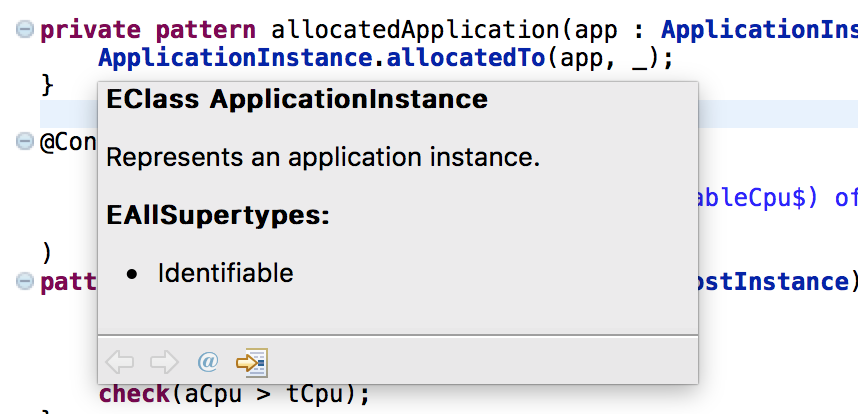 private pattern allocatedApplication(app : ApplicationIns
ApplicationInstance.allocatedTo(app, _);
}
EClass ApplicationInstance
@Con
Represents an application instance.
ableCpu$) of
EAllSupertypes:
)
• Identifiable
patt
ostInstance)
@
check(aCpu > tCpu);
}